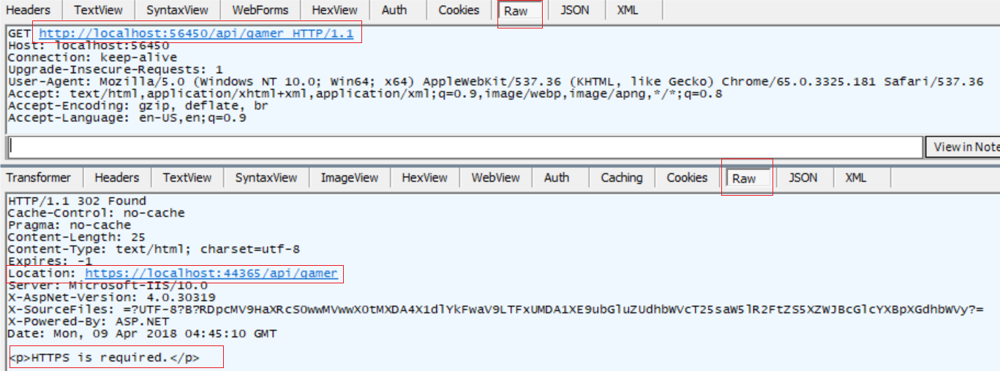 Headers TextView SyntaxView WebForms HexView Auth Cookies Raw JSON XML
GET http://localhost:56450/api/gamer HTTP/1.1
Host: localhost:56450
Connection: keep-alive
Upgrade-Insecure-Requests: 1
User-Agent: Mozilla/5.0 (Windows NT 10.0; Win64; x64) AppleWebKit/537.36 (KHTML, like Gecko) Chrome/65.0.3325.181 Safari/537.36
Accept: text/html,application/xhtml+xml,application/xml;q=0.9,image/webp,image/apng,*/*;q=0.8
Accept-Encoding: gzip, deflate, br
Accept-Language: en-US,en;q=0.9
View in Note
Transformer Headers TextView SyntaxView ImageView HexView WebView Auth Caching Cookies Raw JSON XML
HTTP/1.1 302 Found
Cache-Control: no-cache
Pragma: no-cache
Content-Length: 25
Content-Type: text/html; charset=utf-8
Expires: -1
Location: https://localhost:44365/api/gamer
Server: Microsoft-IIS/10.0
X-AspNet-Version: 4.0.30319
X-SourceFiles: =?UTF-8?B?RDpcMV9HaXRcS0wwMVwwX0tMXDA4X1dlYkFwaV9LTFxUMDA1XE9ubGluZUdhbWVcT25saW5lR2FtZS5XZWJBcGlcYXBpXGdhbWVy?=
X-Powered-By: ASP.NET
Date: Mon, 09 Apr 2018 04:45:10 GMT
<p>HTTPS is required.</p>